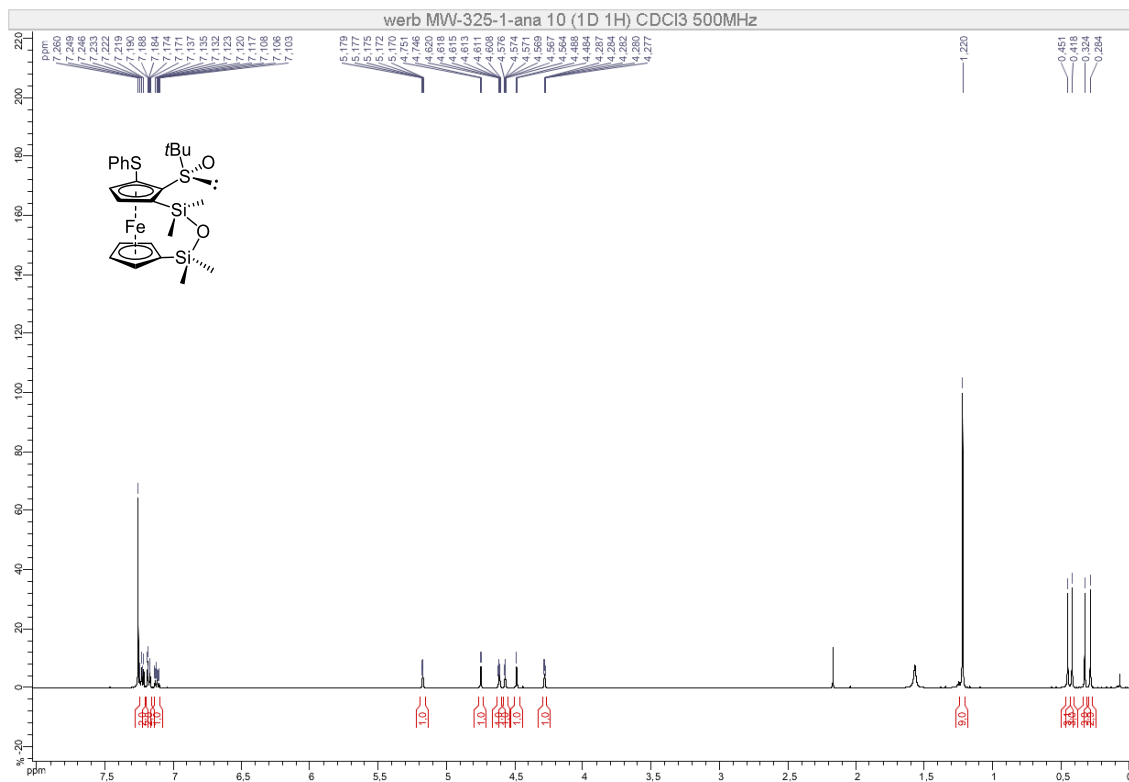 werb MW-325-1-ana 10 (1D 1H) CDCl3 500MHz
ppm 7,260 7,249 7,246 7,233 7,222 7,219 7,190 7,188 7,184 7,174 7,171 7,137 7,135 7,132 7,123 7,120 7,117 7,108 7,106 7,103
5,179 5,177 5,175 5,172 5,170 4,751 4,746 4,620 4,618 4,615 4,613 4,611 4,608 4,576 4,574 4,571 4,569 4,567 4,564 4,488 4,484 4,287 4,284 4,282 4,280 4,277
1,220
0,451 0,418 0,324 0,284
220
200
180
160
140
120
100
80
60
40
20
0
-20
%
tBu
PhS
O
S
Si
Fe
O
Si
1,0 1,0 1,0 1,0 9,0
ppm 7,5 7 6,5 6 5,5 5 4,5 4 3,5 3 2,5 2 1,5 1 0,5